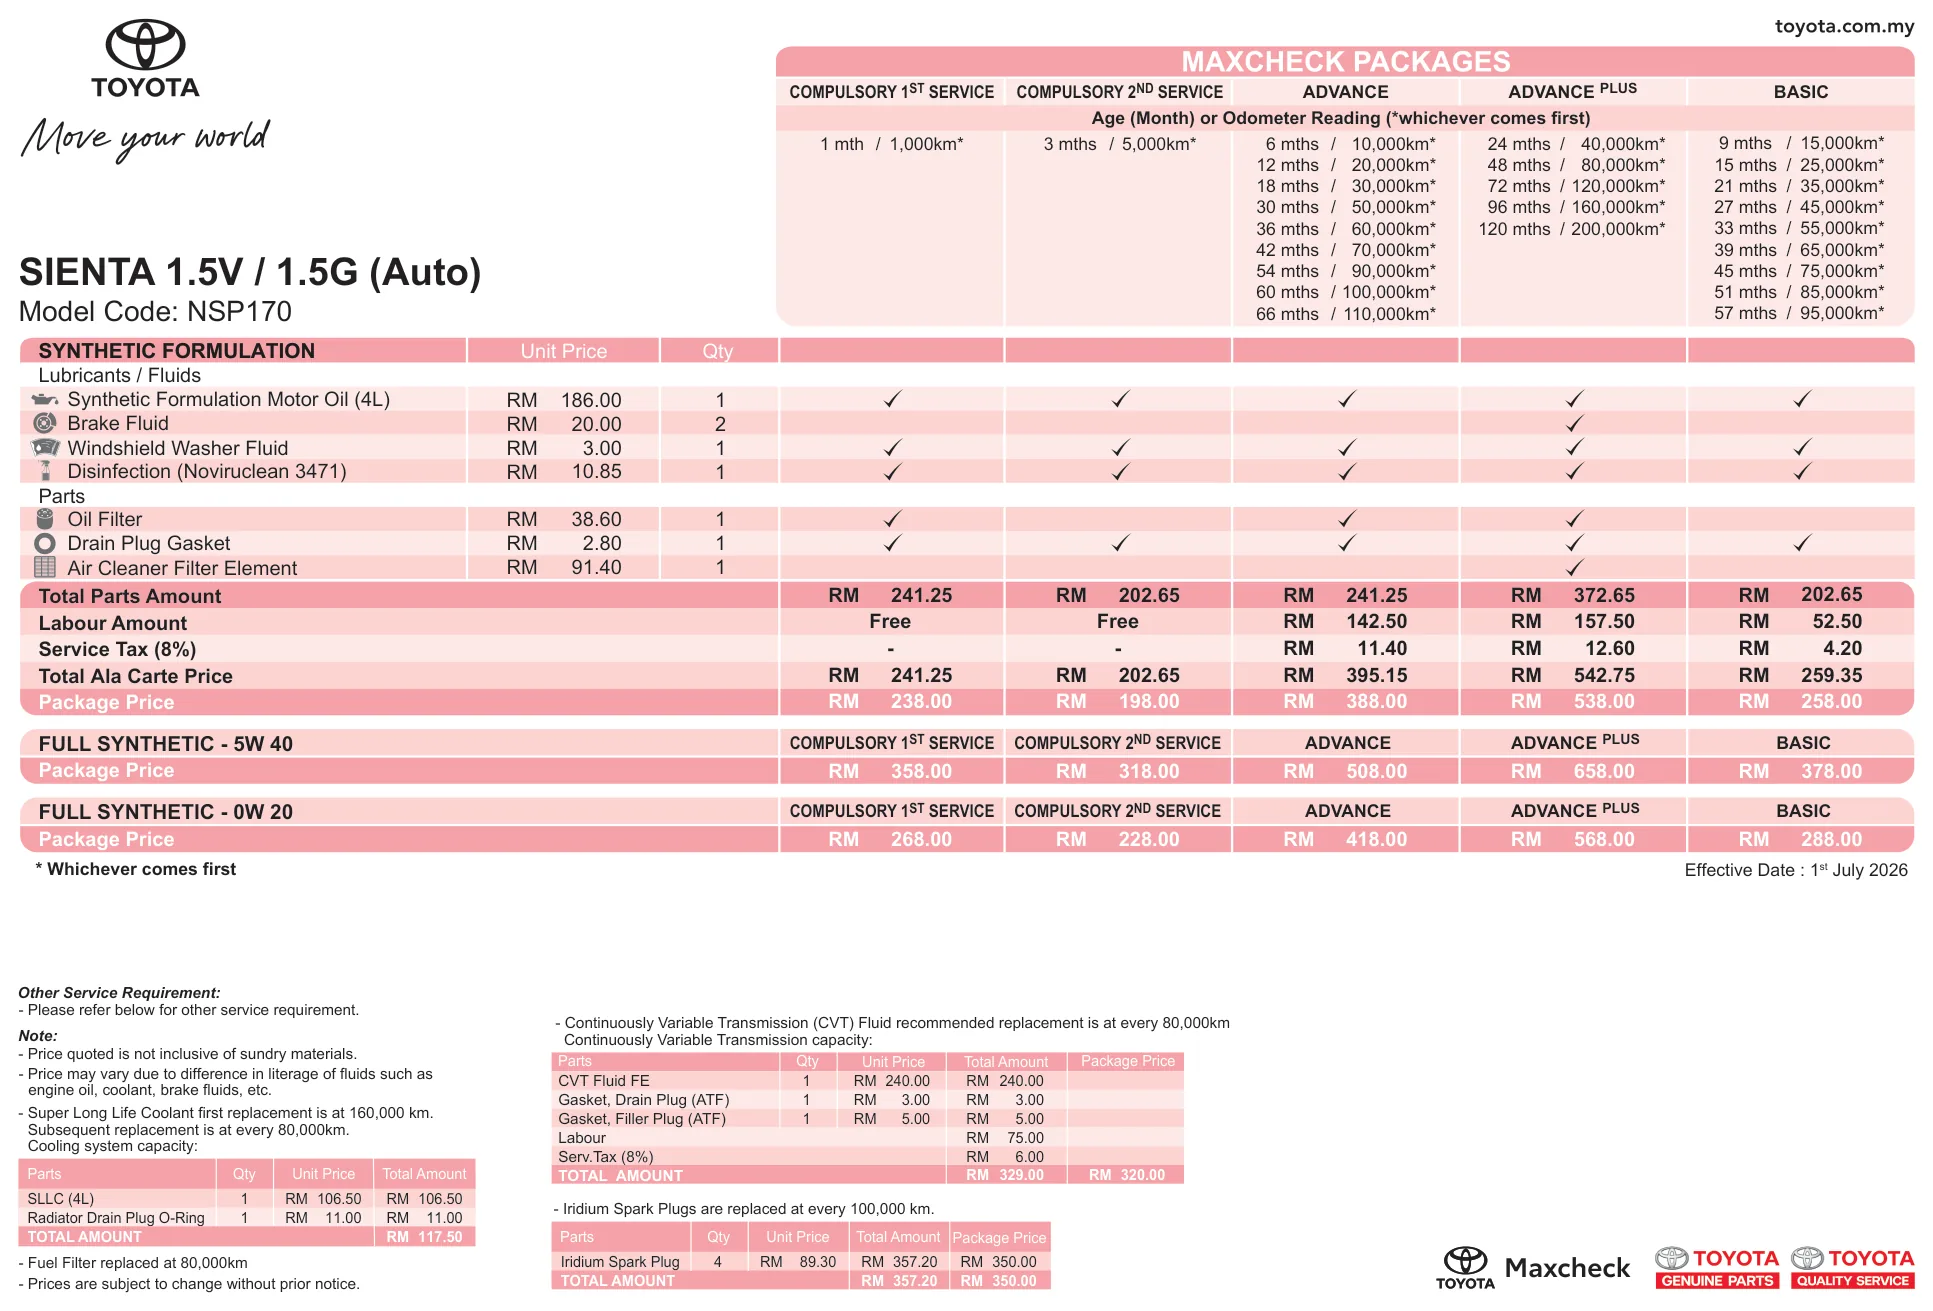 toyota.com.my
TOYOTA
Move your world
MAXCHECK PACKAGES
COMPULSORY 1ST SERVICE COMPULSORY 2ND SERVICE ADVANCE ADVANCE PLUS BASIC
Age (Month) or Odometer Reading (*whichever comes first)
1 mth / 1,000km* 3 mths / 5,000km* 6 mths / 10,000km* 24 mths / 40,000km* 9 mths / 15,000km*
12 mths / 20,000km* 48 mths / 80,000km* 15 mths / 25,000km*
18 mths / 30,000km* 72 mths / 120,000km* 21 mths / 35,000km*
30 mths / 50,000km* 96 mths / 160,000km* 27 mths / 45,000km*
36 mths / 60,000km* 120 mths / 200,000km* 33 mths / 55,000km*
42 mths / 70,000km* 39 mths / 65,000km*
54 mths / 90,000km* 45 mths / 75,000km*
60 mths / 100,000km* 51 mths / 85,000km*
66 mths / 110,000km* 57 mths / 95,000km*
SIENTA 1.5V / 1.5G (Auto)
Model Code: NSP170
SYNTHETIC FORMULATION Unit Price Qty
Lubricants / Fluids
Synthetic Formulation Motor Oil (4L) RM 186.00 1 ✓ ✓ ✓ ✓ ✓
Brake Fluid RM 20.00 2 ✓
Windshield Washer Fluid RM 3.00 1 ✓ ✓ ✓ ✓ ✓
Disinfection (Noviruclean 3471) RM 10.85 1 ✓ ✓ ✓ ✓ ✓
Parts
Oil Filter RM 38.60 1 ✓ ✓ ✓
Drain Plug Gasket RM 2.80 1 ✓ ✓ ✓ ✓ ✓
Air Cleaner Filter Element RM 91.40 1 ✓
Total Parts Amount RM 241.25 RM 202.65 RM 241.25 RM 372.65 RM 202.65
Labour Amount Free Free RM 142.50 RM 157.50 RM 52.50
Service Tax (8%) - - RM 11.40 RM 12.60 RM 4.20
Total Ala Carte Price RM 241.25 RM 202.65 RM 395.15 RM 542.75 RM 259.35
Package Price RM 238.00 RM 198.00 RM 388.00 RM 538.00 RM 258.00
FULL SYNTHETIC - 5W 40 COMPULSORY 1ST SERVICE COMPULSORY 2ND SERVICE ADVANCE ADVANCE PLUS BASIC
Package Price RM 358.00 RM 318.00 RM 508.00 RM 658.00 RM 378.00
FULL SYNTHETIC - 0W 20 COMPULSORY 1ST SERVICE COMPULSORY 2ND SERVICE ADVANCE ADVANCE PLUS BASIC
Package Price RM 268.00 RM 228.00 RM 418.00 RM 568.00 RM 288.00
* Whichever comes first
Effective Date : 1st July 2026
Other Service Requirement:
- Please refer below for other service requirement.
Note:
- Price quoted is not inclusive of sundry materials.
- Price may vary due to difference in literage of fluids such as
engine oil, coolant, brake fluids, etc.
- Super Long Life Coolant first replacement is at 160,000 km.
Subsequent replacement is at every 80,000km.
Cooling system capacity:
Parts Qty Unit Price Total Amount
SLLC (4L) 1 RM 106.50 RM 106.50
Radiator Drain Plug O-Ring 1 RM 11.00 RM 11.00
TOTAL AMOUNT RM 117.50
- Fuel Filter replaced at 80,000km
- Prices are subject to change without prior notice.
- Continuously Variable Transmission (CVT) Fluid recommended replacement is at every 80,000km
Continuously Variable Transmission capacity:
Parts Qty Unit Price Total Amount Package Price
CVT Fluid FE 1 RM 240.00 RM 240.00
Gasket, Drain Plug (ATF) 1 RM 3.00 RM 3.00
Gasket, Filler Plug (ATF) 1 RM 5.00 RM 5.00
Labour RM 75.00
Serv.Tax (8%) RM 6.00
TOTAL AMOUNT RM 329.00 RM 320.00
- Iridium Spark Plugs are replaced at every 100,000 km.
Parts Qty Unit Price Total Amount Package Price
Iridium Spark Plug 4 RM 89.30 RM 357.20 RM 350.00
TOTAL AMOUNT RM 357.20 RM 350.00
TOYOTA Maxcheck
TOYOTA
GENUINE PARTS
TOYOTA
QUALITY SERVICE